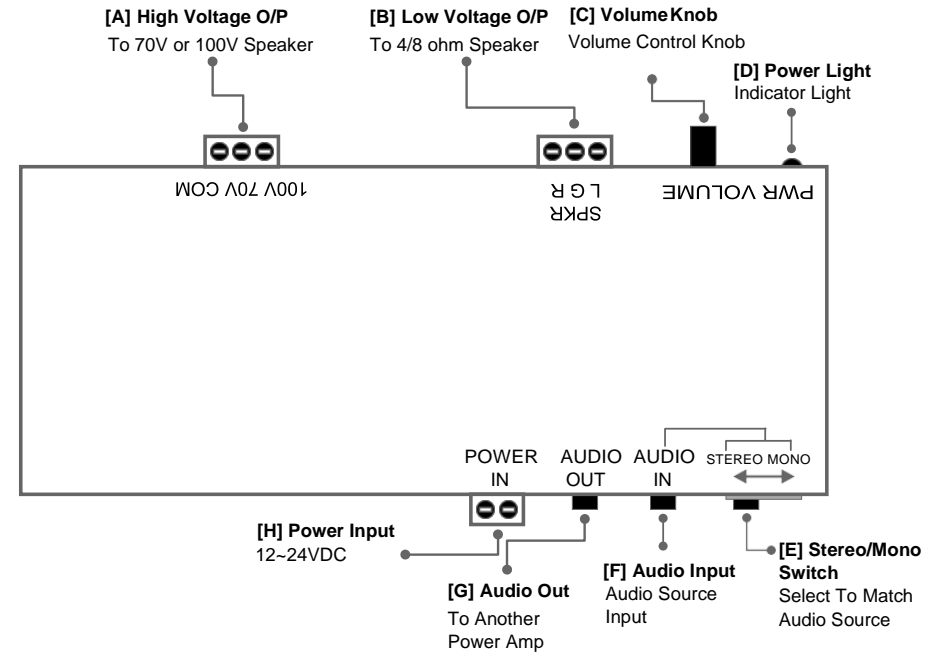 [A] High Voltage O/P
To 70V or 100V Speaker
[B] Low Voltage O/P
To 4/8 ohm Speaker
[C] Volume Knob
Volume Control Knob
[D] Power Light
Indicator Light
100V 70V COM
L G R
SPKR
PWR VOLUME
POWER
IN
AUDIO
OUT
AUDIO
IN
STEREO MONO
[H] Power Input
12~24VDC
[G] Audio Out
To Another
Power Amp
[F] Audio Input
Audio Source
Input
[E] Stereo/Mono
Switch
Select To Match
Audio Source